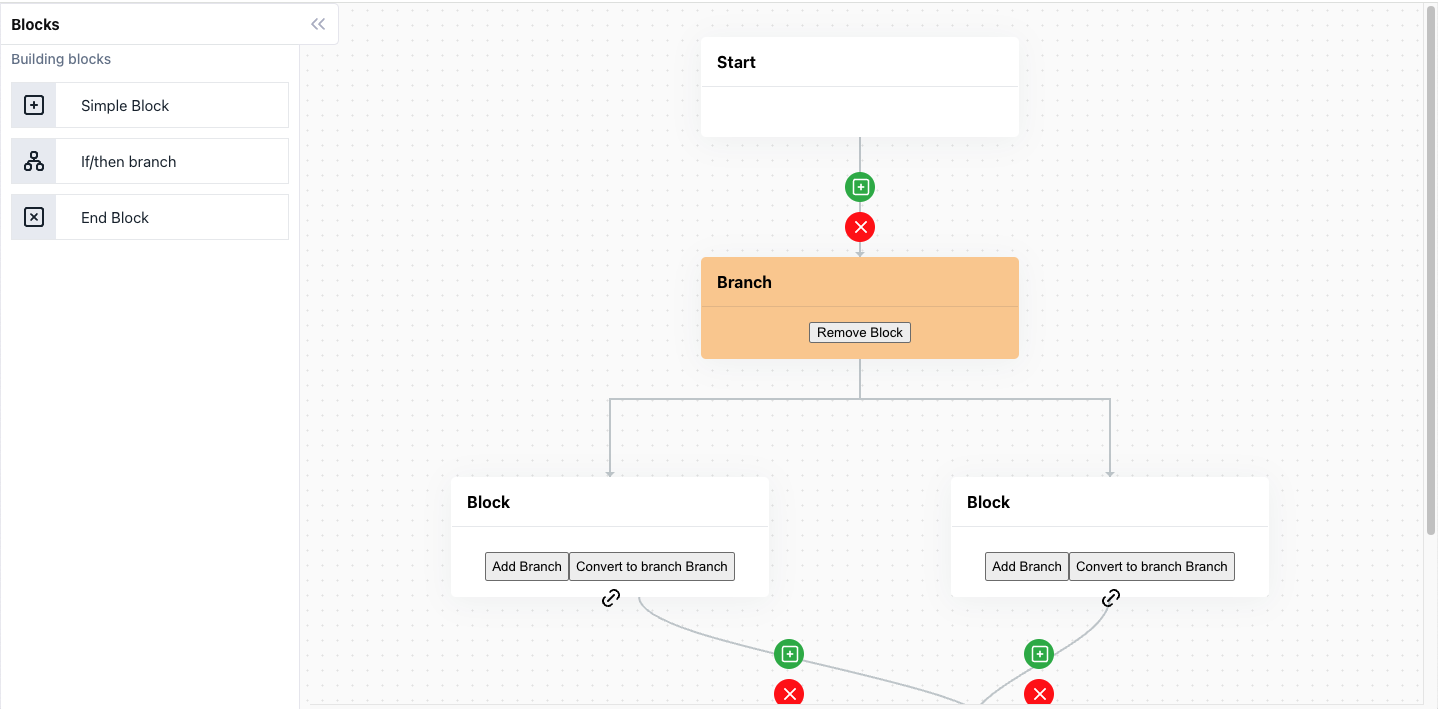 Blocks
Building blocks
Simple Block
If/then branch
End Block
Start
Branch
Remove Block
Block
Add Branch Convert to branch Branch
Block
Add Branch Convert to branch Branch